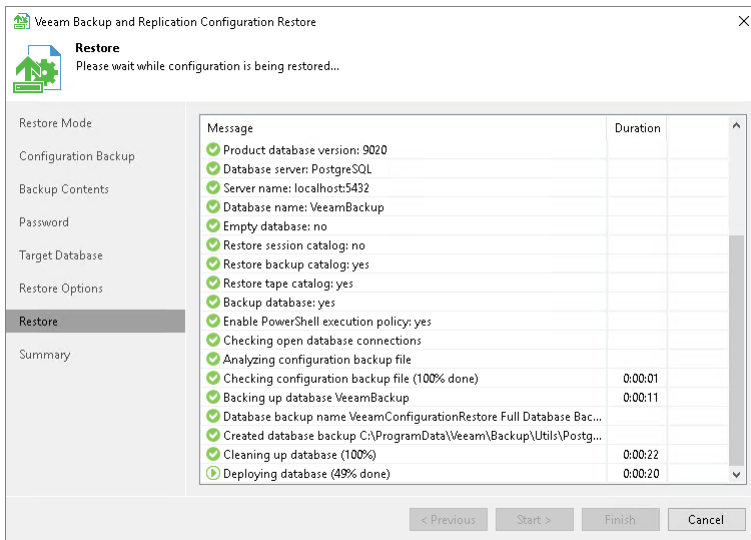 Veeam Backup and Replication Configuration Restore
Restore
Please wait while configuration is being restored...
Restore Mode
Configuration Backup
Backup Contents
Password
Target Database
Restore Options
Restore
Summary
Message Duration
Product database version: 9020
Database server: PostgreSQL
Server name: localhost:5432
Database name: VeeamBackup
Empty database: no
Restore session catalog: no
Restore backup catalog: yes
Restore tape catalog: yes
Backup database: yes
Enable PowerShell execution policy: yes
Checking open database connections
Analyzing configuration backup file
Checking configuration backup file (100% done) 0:00:01
Backing up database VeeamBackup 0:00:11
Database backup name VeeamConfigurationRestore Full Database Bac...
Created database backup C:\ProgramData\Veeam\Backup\Utils\Postg...
Cleaning up database (100%) 0:00:22
Deploying database (49% done) 0:00:20
< Previous Start > Finish Cancel